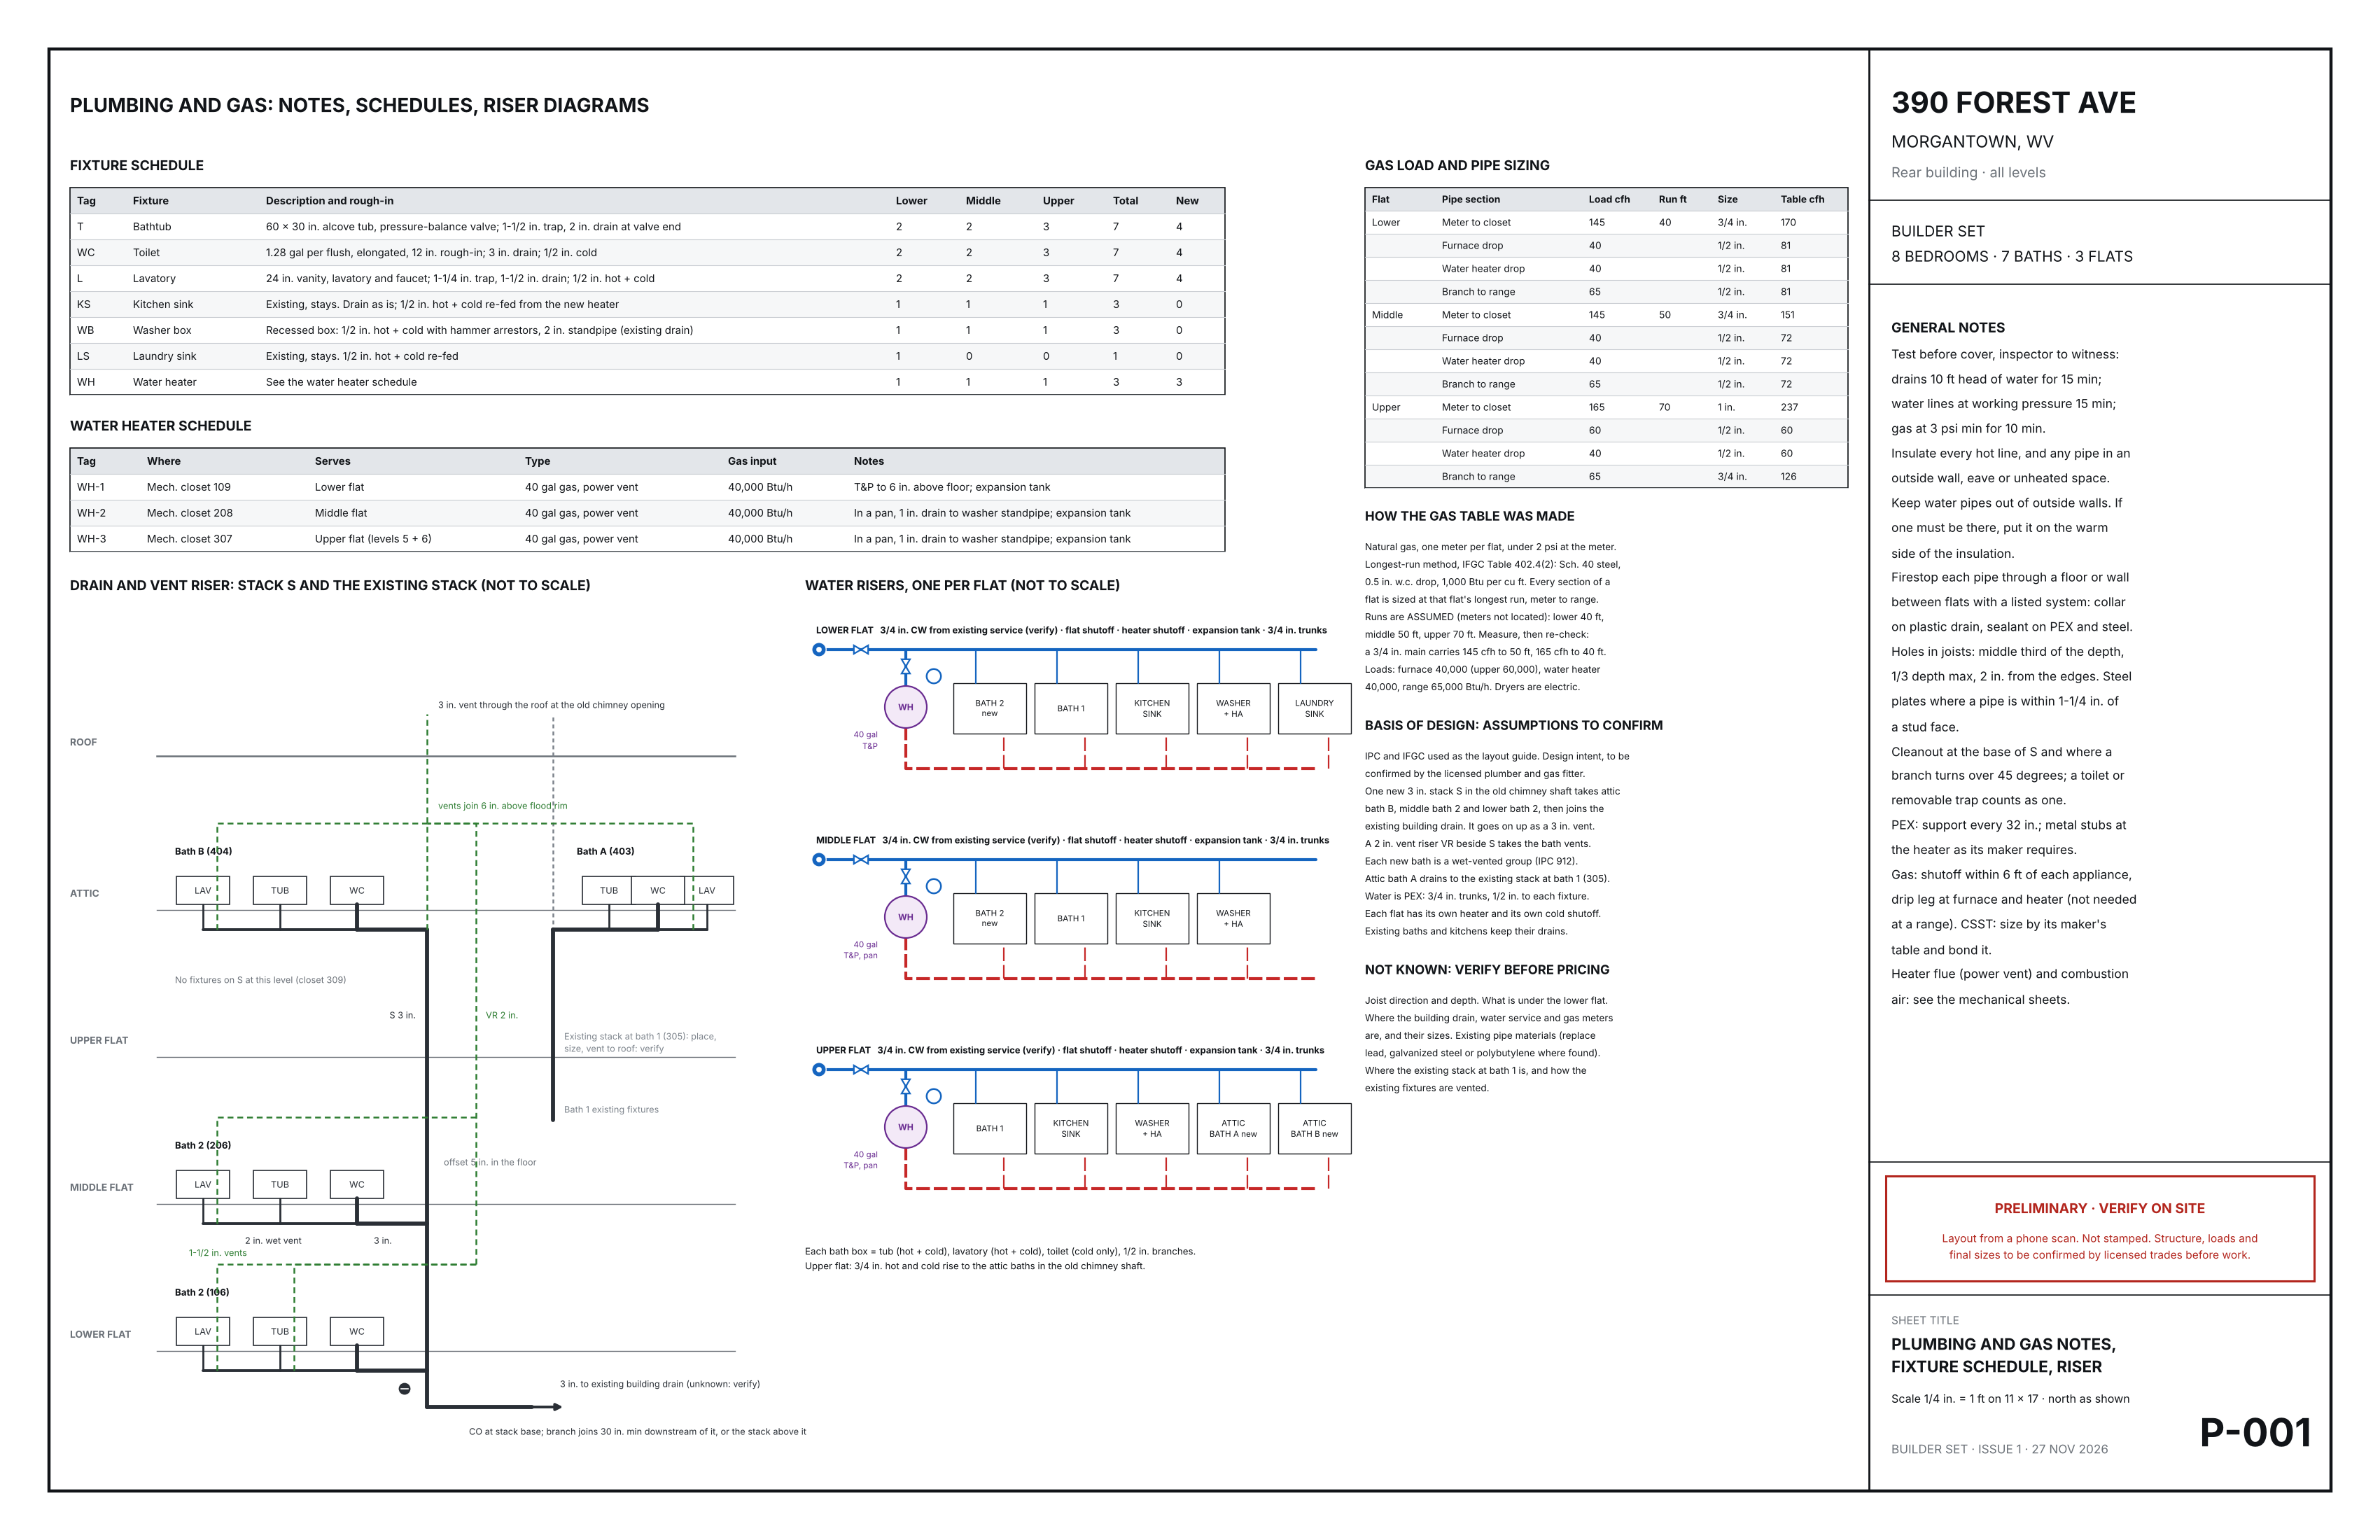 PLUMBING AND GAS: NOTES, SCHEDULES, RISER DIAGRAMS
FIXTURE SCHEDULE
Tag Fixture Description and rough-in Lower Middle Upper Total New
T Bathtub 60 × 30 in. alcove tub, pressure-balance valve; 1-1/2 in. trap, 2 in. drain at valve end 2 2 3 7 4
WC Toilet 1.28 gal per flush, elongated, 12 in. rough-in; 3 in. drain; 1/2 in. cold 2 2 3 7 4
L Lavatory 24 in. vanity, lavatory and faucet; 1-1/4 in. trap, 1-1/2 in. drain; 1/2 in. hot + cold 2 2 3 7 4
KS Kitchen sink Existing, stays. Drain as is; 1/2 in. hot + cold re-fed from the new heater 1 1 1 3 0
WB Washer box Recessed box: 1/2 in. hot + cold with hammer arrestors, 2 in. standpipe (existing drain) 1 1 1 3 0
LS Laundry sink Existing, stays. 1/2 in. hot + cold re-fed 1 0 0 1 0
WH Water heater See the water heater schedule 1 1 1 3 3
WATER HEATER SCHEDULE
Tag Where Serves Type Gas input Notes
WH-1 Mech. closet 109 Lower flat 40 gal gas, power vent 40,000 Btu/h T&P to 6 in. above floor; expansion tank
WH-2 Mech. closet 208 Middle flat 40 gal gas, power vent 40,000 Btu/h In a pan, 1 in. drain to washer standpipe; expansion tank
WH-3 Mech. closet 307 Upper flat (levels 5 + 6) 40 gal gas, power vent 40,000 Btu/h In a pan, 1 in. drain to washer standpipe; expansion tank
DRAIN AND VENT RISER: STACK S AND THE EXISTING STACK (NOT TO SCALE)
3 in. vent through the roof at the old chimney opening
ROOF
vents join 6 in. above flood rim
Bath B (404) Bath A (403)
ATTIC
LAV TUB WC TUB WC LAV
No fixtures on S at this level (closet 309)
S 3 in. VR 2 in.
UPPER FLAT
Existing stack at bath 1 (305): place,
size, vent to roof: verify
Bath 1 existing fixtures
Bath 2 (206)
offset 5 in. in the floor
MIDDLE FLAT
LAV TUB WC
2 in. wet vent 3 in.
1-1/2 in. vents
Bath 2 (106)
LOWER FLAT
LAV TUB WC
3 in. to existing building drain (unknown: verify)
CO at stack base; branch joins 30 in. min downstream of it, or the stack above it
WATER RISERS, ONE PER FLAT (NOT TO SCALE)
LOWER FLAT 3/4 in. CW from existing service (verify) · flat shutoff · heater shutoff · expansion tank · 3/4 in. trunks
WH
40 gal
T&P
BATH 2
new
BATH 1
KITCHEN
SINK
WASHER
+ HA
LAUNDRY
SINK
MIDDLE FLAT 3/4 in. CW from existing service (verify) · flat shutoff · heater shutoff · expansion tank · 3/4 in. trunks
WH
40 gal
T&P, pan
BATH 2
new
BATH 1
KITCHEN
SINK
WASHER
+ HA
UPPER FLAT 3/4 in. CW from existing service (verify) · flat shutoff · heater shutoff · expansion tank · 3/4 in. trunks
WH
40 gal
T&P, pan
BATH 1
KITCHEN
SINK
WASHER
+ HA
ATTIC
BATH A new
ATTIC
BATH B new
Each bath box = tub (hot + cold), lavatory (hot + cold), toilet (cold only), 1/2 in. branches.
Upper flat: 3/4 in. hot and cold rise to the attic baths in the old chimney shaft.
GAS LOAD AND PIPE SIZING
Flat Pipe section Load cfh Run ft Size Table cfh
Lower Meter to closet 145 40 3/4 in. 170
Furnace drop 40 1/2 in. 81
Water heater drop 40 1/2 in. 81
Branch to range 65 1/2 in. 81
Middle Meter to closet 145 50 3/4 in. 151
Furnace drop 40 1/2 in. 72
Water heater drop 40 1/2 in. 72
Branch to range 65 1/2 in. 72
Upper Meter to closet 165 70 1 in. 237
Furnace drop 60 1/2 in. 60
Water heater drop 40 1/2 in. 60
Branch to range 65 3/4 in. 126
HOW THE GAS TABLE WAS MADE
Natural gas, one meter per flat, under 2 psi at the meter.
Longest-run method, IFGC Table 402.4(2): Sch. 40 steel,
0.5 in. w.c. drop, 1,000 Btu per cu ft. Every section of a
flat is sized at that flat's longest run, meter to range.
Runs are ASSUMED (meters not located): lower 40 ft,
middle 50 ft, upper 70 ft. Measure, then re-check:
a 3/4 in. main carries 145 cfh to 50 ft, 165 cfh to 40 ft.
Loads: furnace 40,000 (upper 60,000), water heater
40,000, range 65,000 Btu/h. Dryers are electric.
BASIS OF DESIGN: ASSUMPTIONS TO CONFIRM
IPC and IFGC used as the layout guide. Design intent, to be
confirmed by the licensed plumber and gas fitter.
One new 3 in. stack S in the old chimney shaft takes attic
bath B, middle bath 2 and lower bath 2, then joins the
existing building drain. It goes on up as a 3 in. vent.
A 2 in. vent riser VR beside S takes the bath vents.
Each new bath is a wet-vented group (IPC 912).
Attic bath A drains to the existing stack at bath 1 (305).
Water is PEX: 3/4 in. trunks, 1/2 in. to each fixture.
Each flat has its own heater and its own cold shutoff.
Existing baths and kitchens keep their drains.
NOT KNOWN: VERIFY BEFORE PRICING
Joist direction and depth. What is under the lower flat.
Where the building drain, water service and gas meters
are, and their sizes. Existing pipe materials (replace
lead, galvanized steel or polybutylene where found).
Where the existing stack at bath 1 is, and how the
existing fixtures are vented.
390 FOREST AVE
MORGANTOWN, WV
Rear building · all levels
BUILDER SET
8 BEDROOMS · 7 BATHS · 3 FLATS
GENERAL NOTES
Test before cover, inspector to witness:
drains 10 ft head of water for 15 min;
water lines at working pressure 15 min;
gas at 3 psi min for 10 min.
Insulate every hot line, and any pipe in an
outside wall, eave or unheated space.
Keep water pipes out of outside walls. If
one must be there, put it on the warm
side of the insulation.
Firestop each pipe through a floor or wall
between flats with a listed system: collar
on plastic drain, sealant on PEX and steel.
Holes in joists: middle third of the depth,
1/3 depth max, 2 in. from the edges. Steel
plates where a pipe is within 1-1/4 in. of
a stud face.
Cleanout at the base of S and where a
branch turns over 45 degrees; a toilet or
removable trap counts as one.
PEX: support every 32 in.; metal stubs at
the heater as its maker requires.
Gas: shutoff within 6 ft of each appliance,
drip leg at furnace and heater (not needed
at a range). CSST: size by its maker's
table and bond it.
Heater flue (power vent) and combustion
air: see the mechanical sheets.
PRELIMINARY · VERIFY ON SITE
Layout from a phone scan. Not stamped. Structure, loads and
final sizes to be confirmed by licensed trades before work.
SHEET TITLE
PLUMBING AND GAS NOTES,
FIXTURE SCHEDULE, RISER
Scale 1/4 in. = 1 ft on 11 × 17 · north as shown
BUILDER SET · ISSUE 1 · 27 NOV 2026
P-001